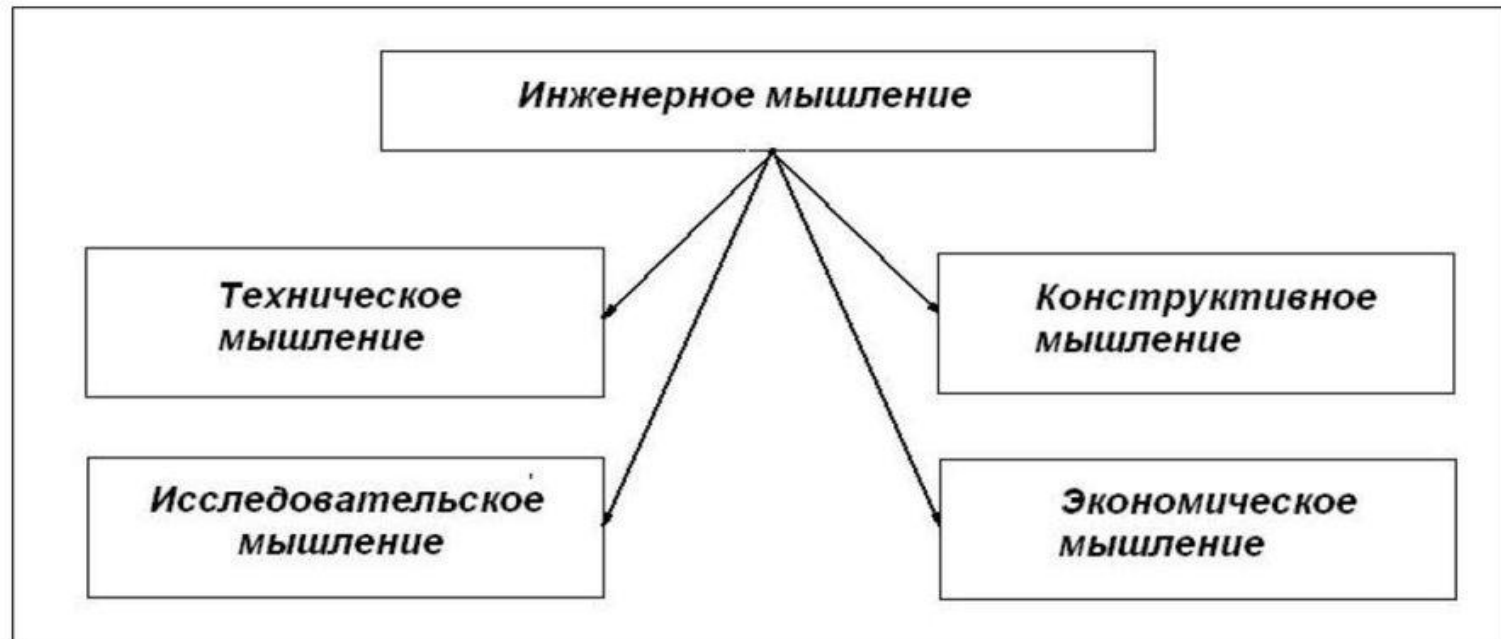 Инженерное мышление
Техническое
мышление
Конструктивное
мышление
Исследовательское
мышление
Экономическое
мышление